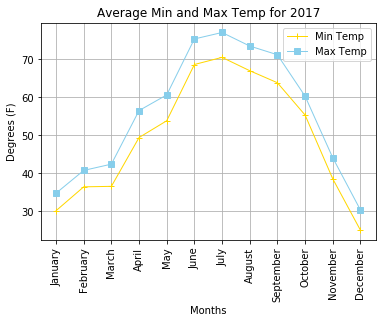 Average Min and Max Temp for 2017
Min Temp
Max Temp
Degrees (F)
70
60
50
40
30
January
February
March
April
May
June
July
August
September
October
November
December
Months